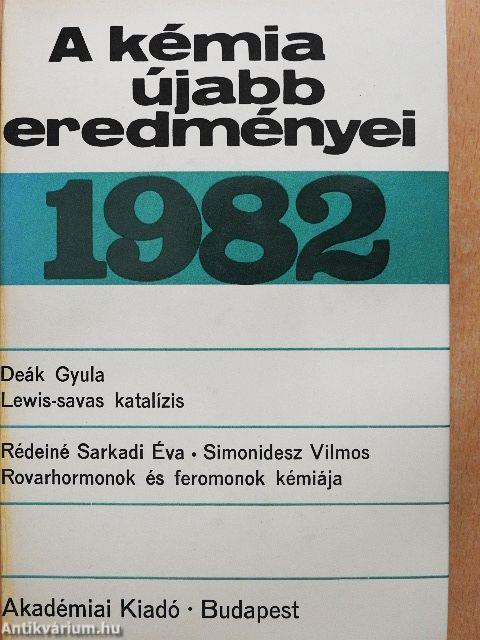 A kémia
újabb
eredményei
1982
Deák Gyula
Lewis-savas katalízis
Rédeiné Sarkadi Éva • Simonidesz Vilmos
Rovarhormonok és feromonok kémiája
Akadémiai Kiadó • Budapest
Antikvárium.hu